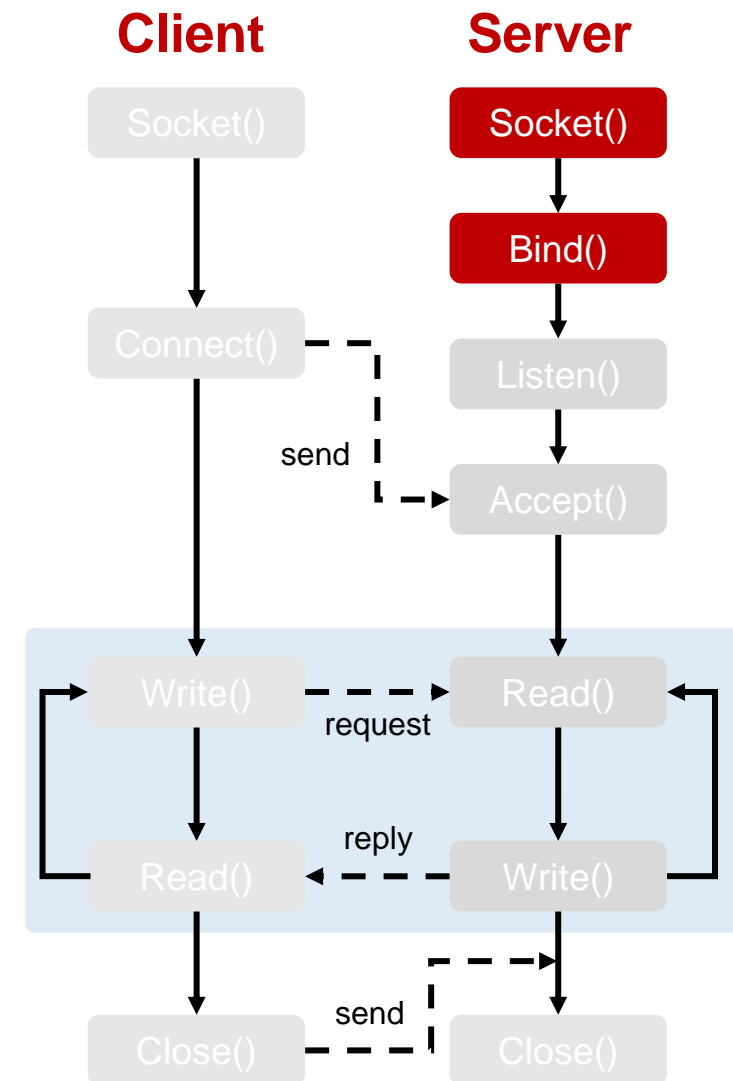 Client
Server
Socket()
Socket()
Bind()
Connect()
Listen()
send
Accept()
Write()
Read()
request
reply
Read()
Write()
send
Close()
Close()